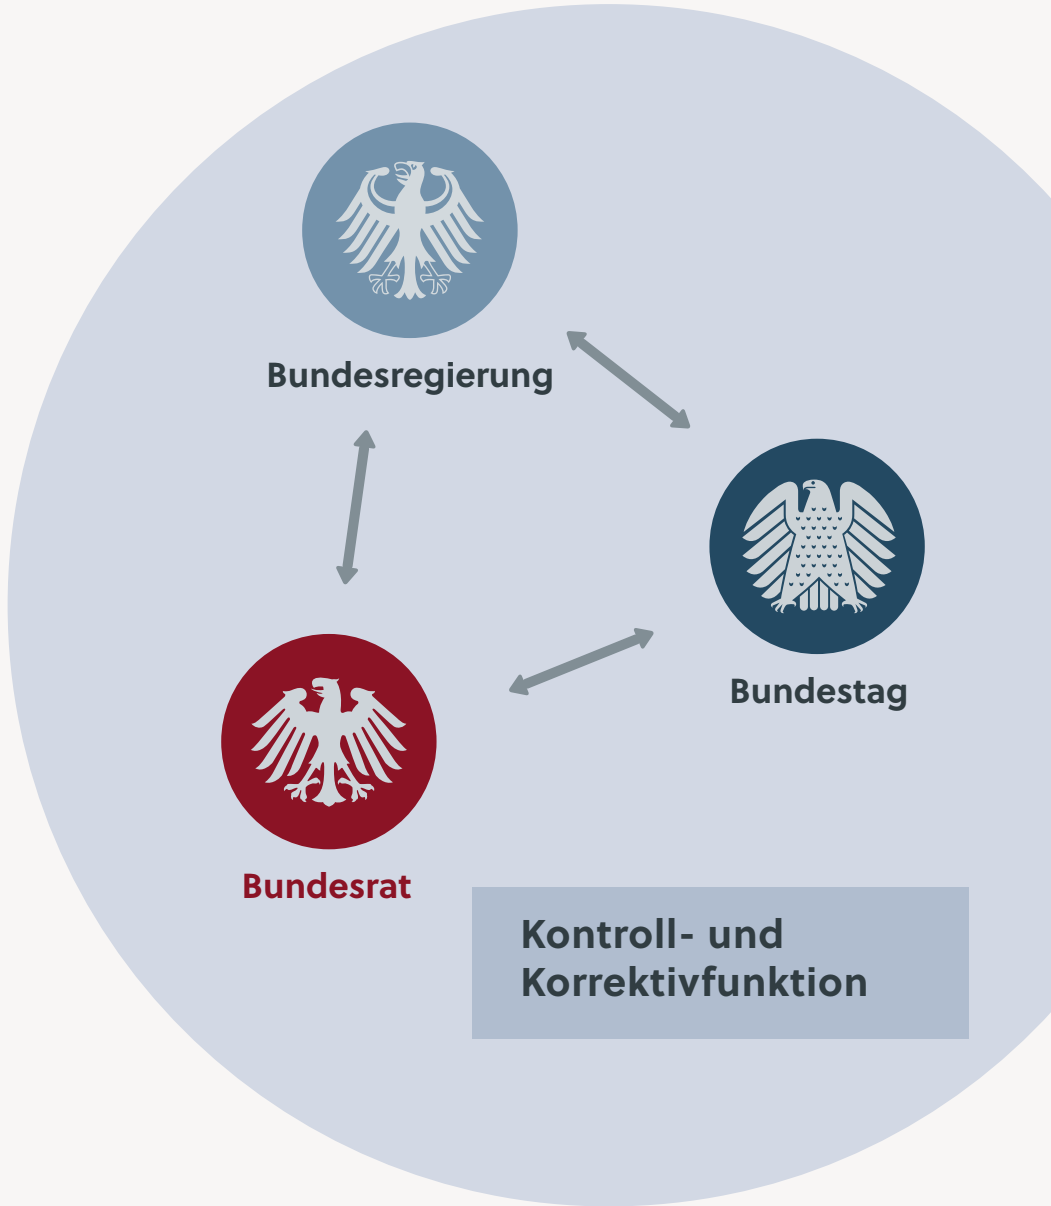 Bundesregierung
Bundestag
Bundesrat
Kontroll- und
Korrektivfunktion